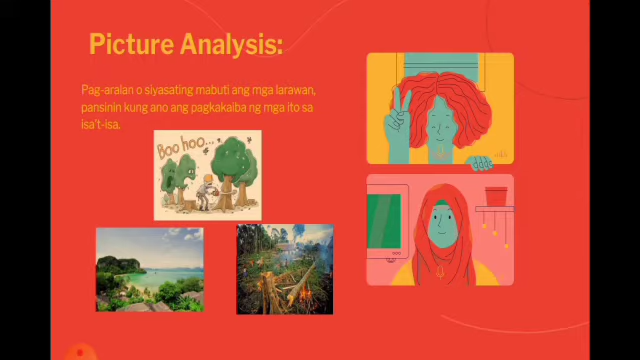 Picture Analysis:
Pag-aralan o siyasating mabuti ang mga larawan,
pansinin kung ano ang pagkakaiba ng mga ito sa
isa't-isa.
Boo hoo...